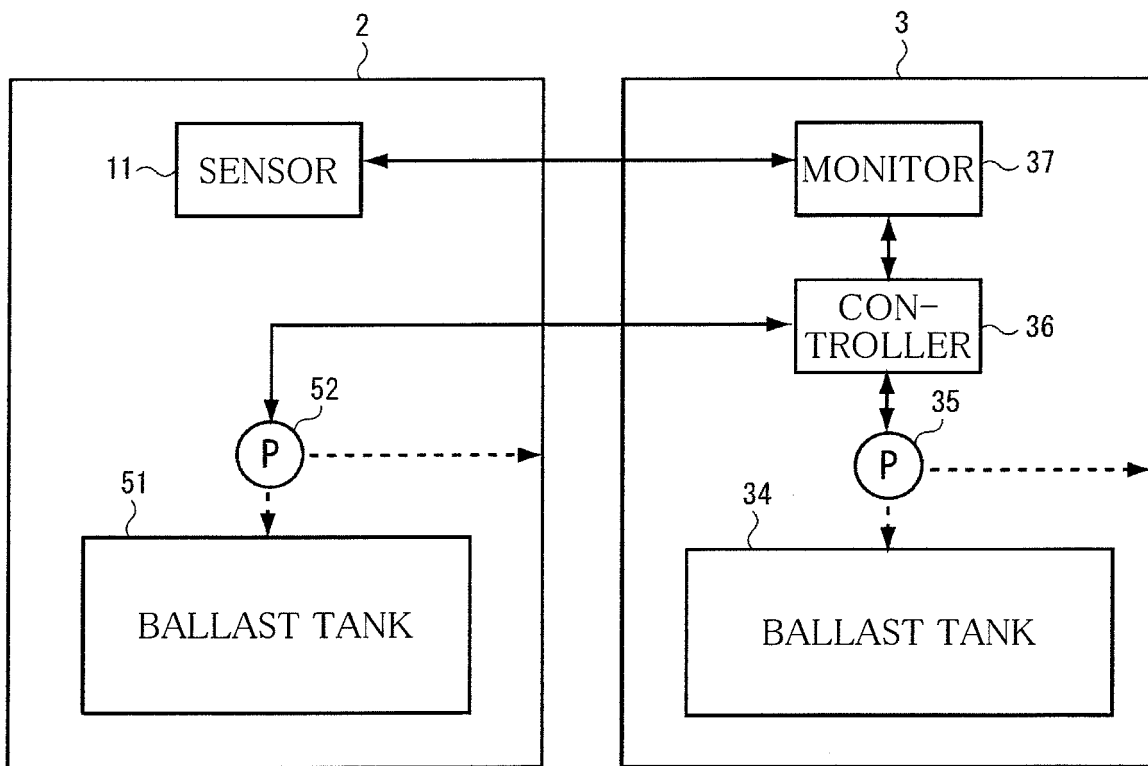 2
3
11
SENSOR
MONITOR
37
CON-
TROLLER
36
52
P
35
P
51
BALLAST TANK
34
BALLAST TANK